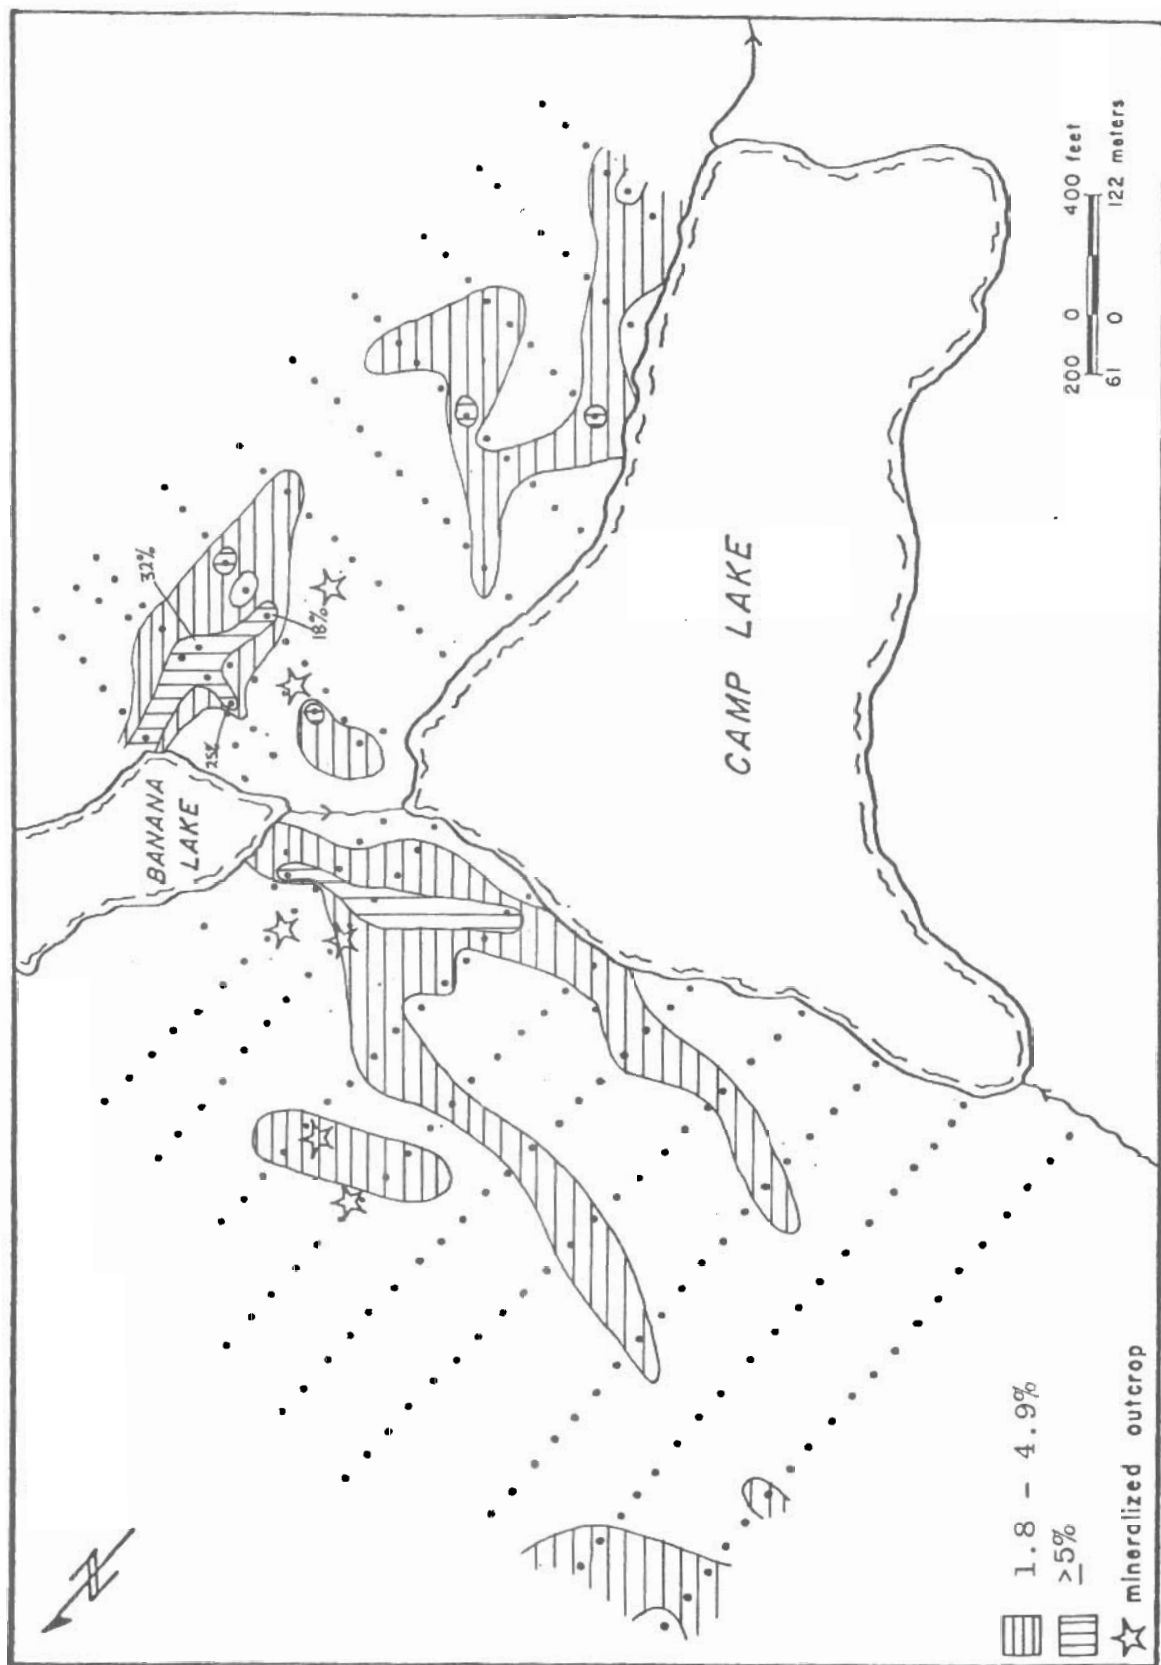 32%
18%
25%
BANANA
LAKE
CAMP LAKE
200 0 400 feet
61 0 122 meters
N
1.8 - 4.9%
≥5%
mineralized outcrop